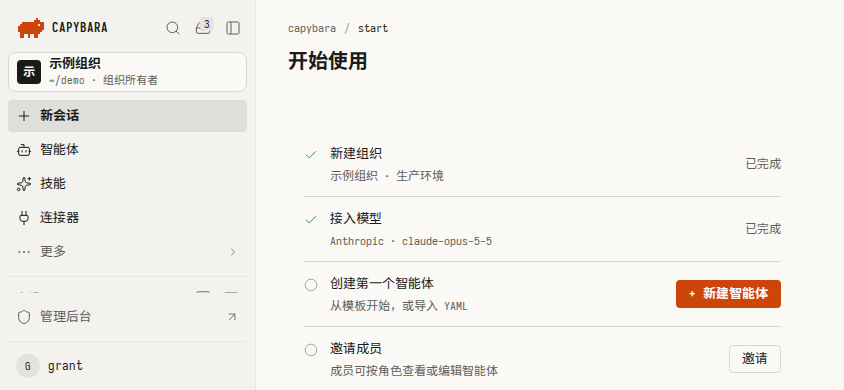 CAPYBARA
3
示
示例组织
~/demo · 组织所有者
新会话
智能体
技能
连接器
更多
管理后台
G
grant
capybara / start
开始使用
新建组织
示例组织 · 生产环境
已完成
接入模型
Anthropic · claude-opus-5-5
已完成
创建第一个智能体
从模板开始，或导入 YAML
+ 新建智能体
邀请成员
成员可按角色查看或编辑智能体
邀请